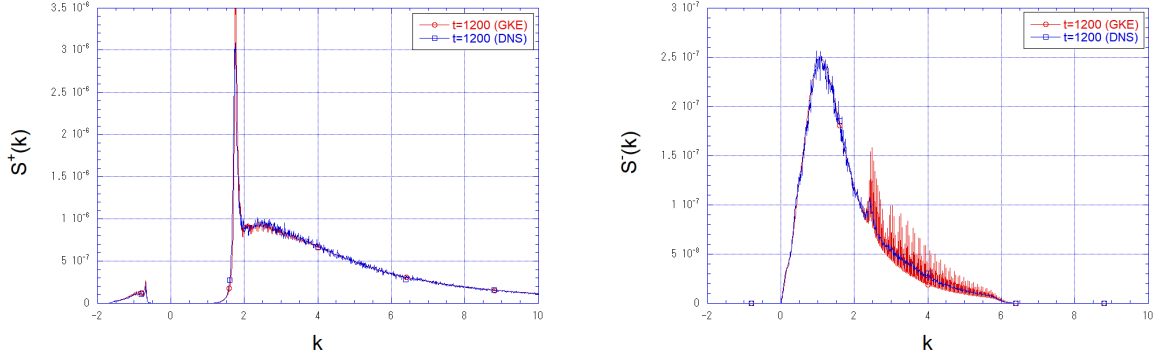 4 10⁻⁶
3.5 10⁻⁶
3 10⁻⁶
2.5 10⁻⁶
2 10⁻⁶
1.5 10⁻⁶
1 10⁻⁶
5 10⁻⁷
0
-2 0 2 4 6 8 10
S⁺(k)
k
t=1200 (GKE)
t=1200 (DNS)
3 10⁻⁷
2.5 10⁻⁷
2 10⁻⁷
1.5 10⁻⁷
1 10⁻⁷
5 10⁻⁸
0
-2 0 2 4 6 8 10
S⁻(k)
k
t=1200 (GKE)
t=1200 (DNS)